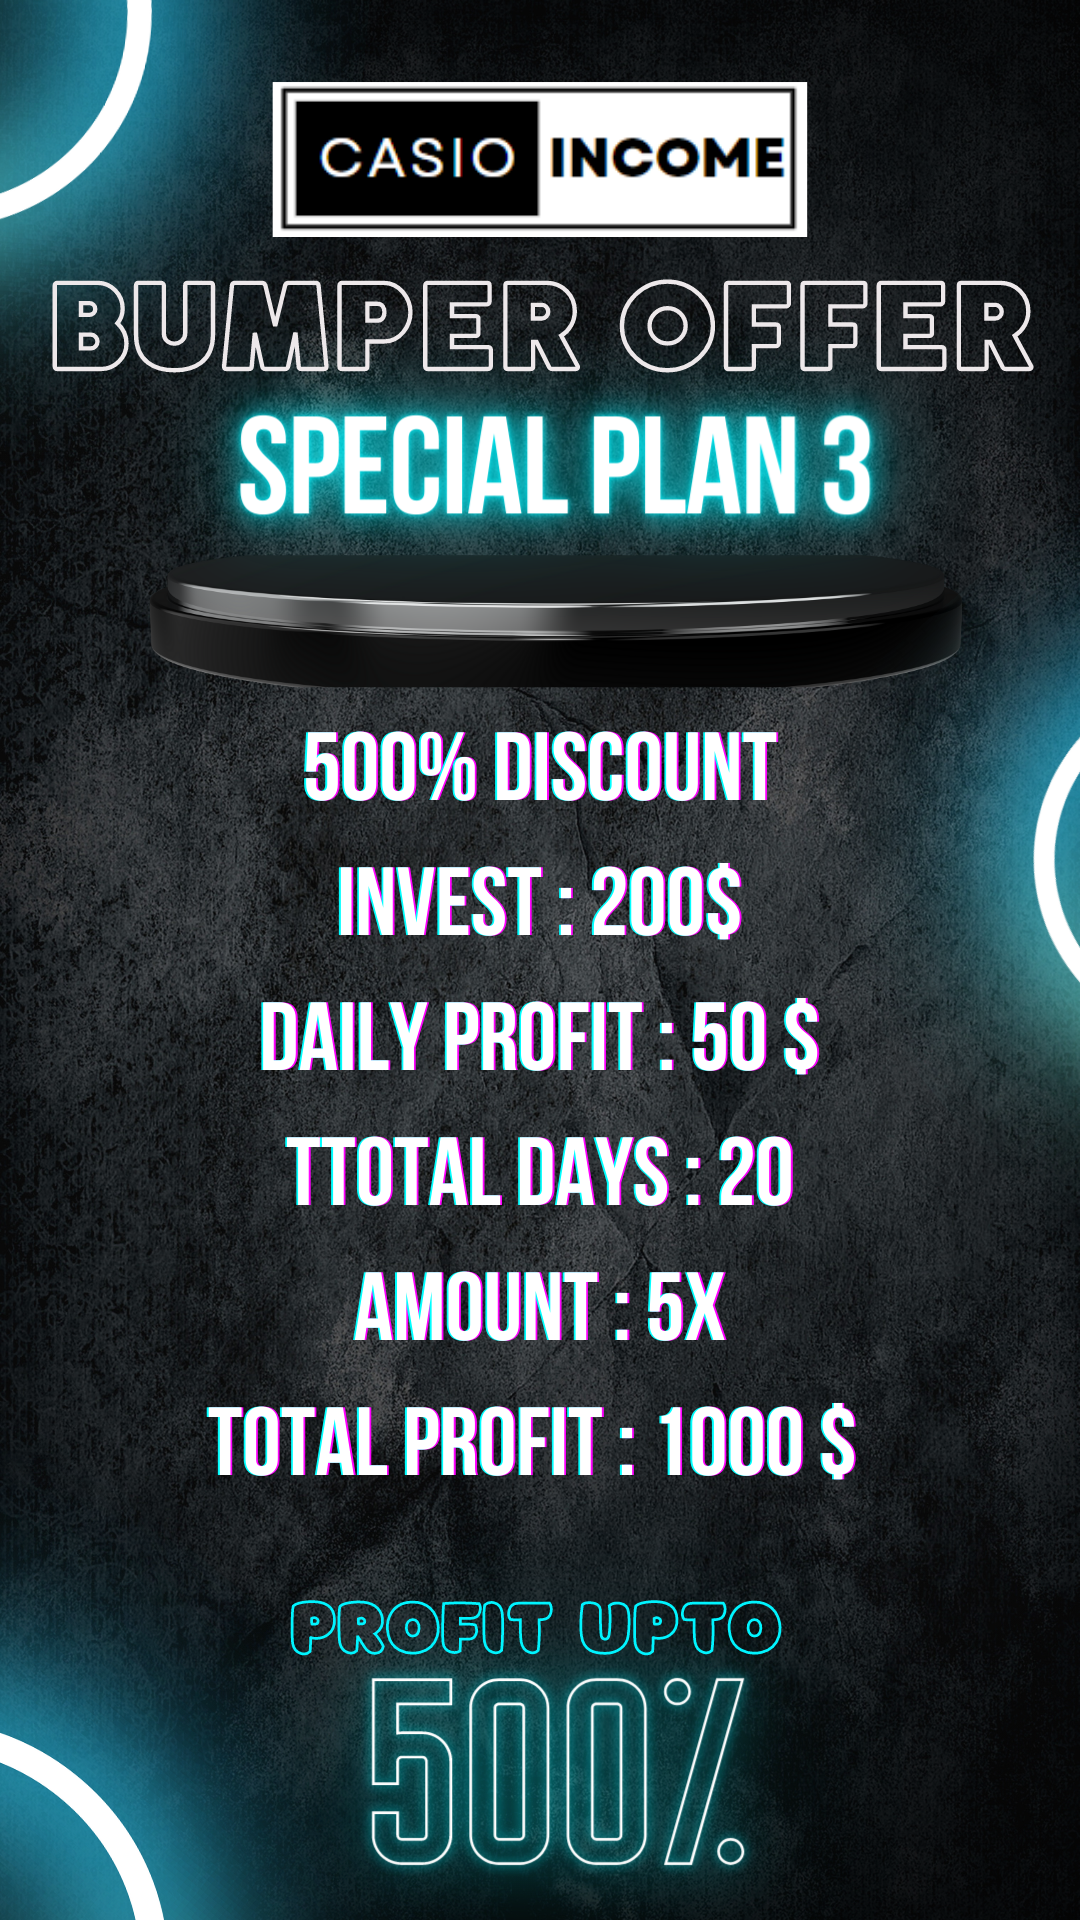 CASIO INCOME
BUMPER OFFER
SPECIAL PLAN 3
500% DISCOUNT
INVEST : 200$
DAILY PROFIT : 50 $
TTOTAL DAYS : 20
AMOUNT : 5X
TOTAL PROFIT : 1000 $
PROFIT UPTO
500%